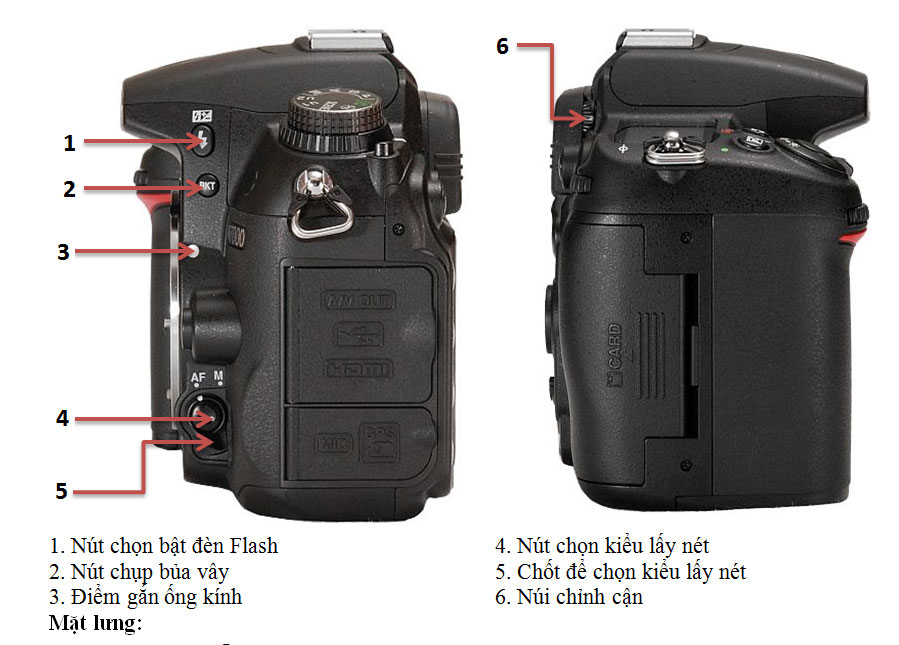 6
1
BKT
2
3
A/V OUT
HDMI
CARD
AF M
4
MIC GPS
5
1. Nút chọn bật đèn Flash
2. Nút chụp bủa vây
3. Điểm gắn ống kính
Mặt lưng:
4. Nút chọn kiểu lấy nét
5. Chốt để chọn kiểu lấy nét
6. Núi chỉnh cận